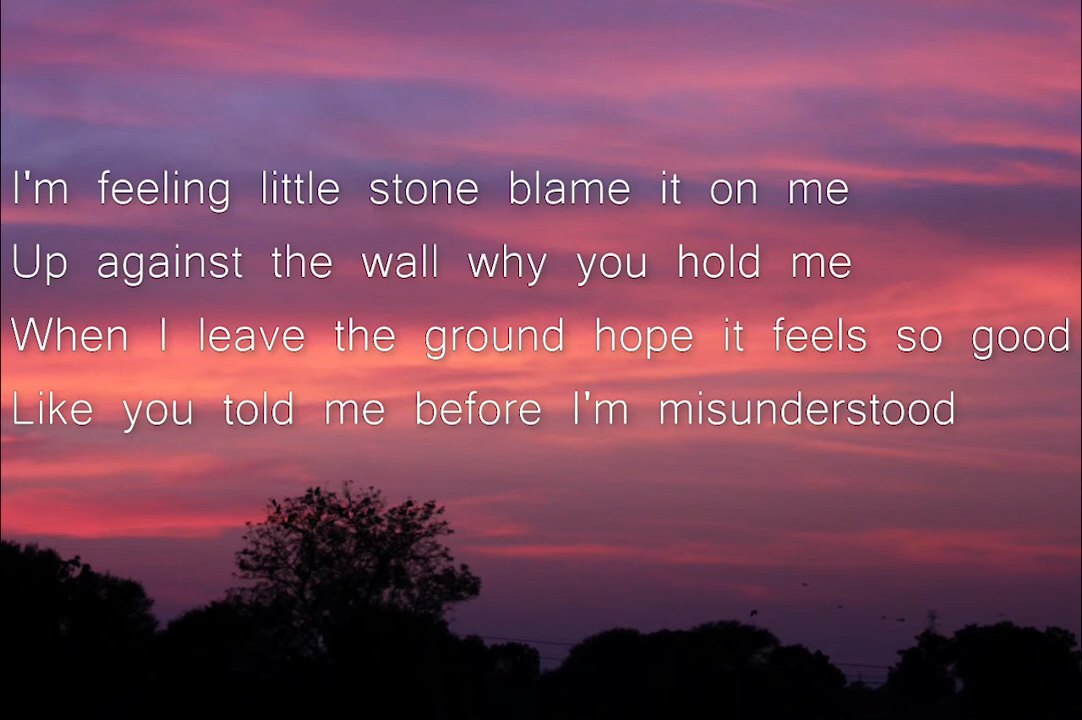 I'm feeling little stone blame it on me
Up against the wall why you hold me
When I leave the ground hope it feels so good
Like you told me before I'm misunderstood